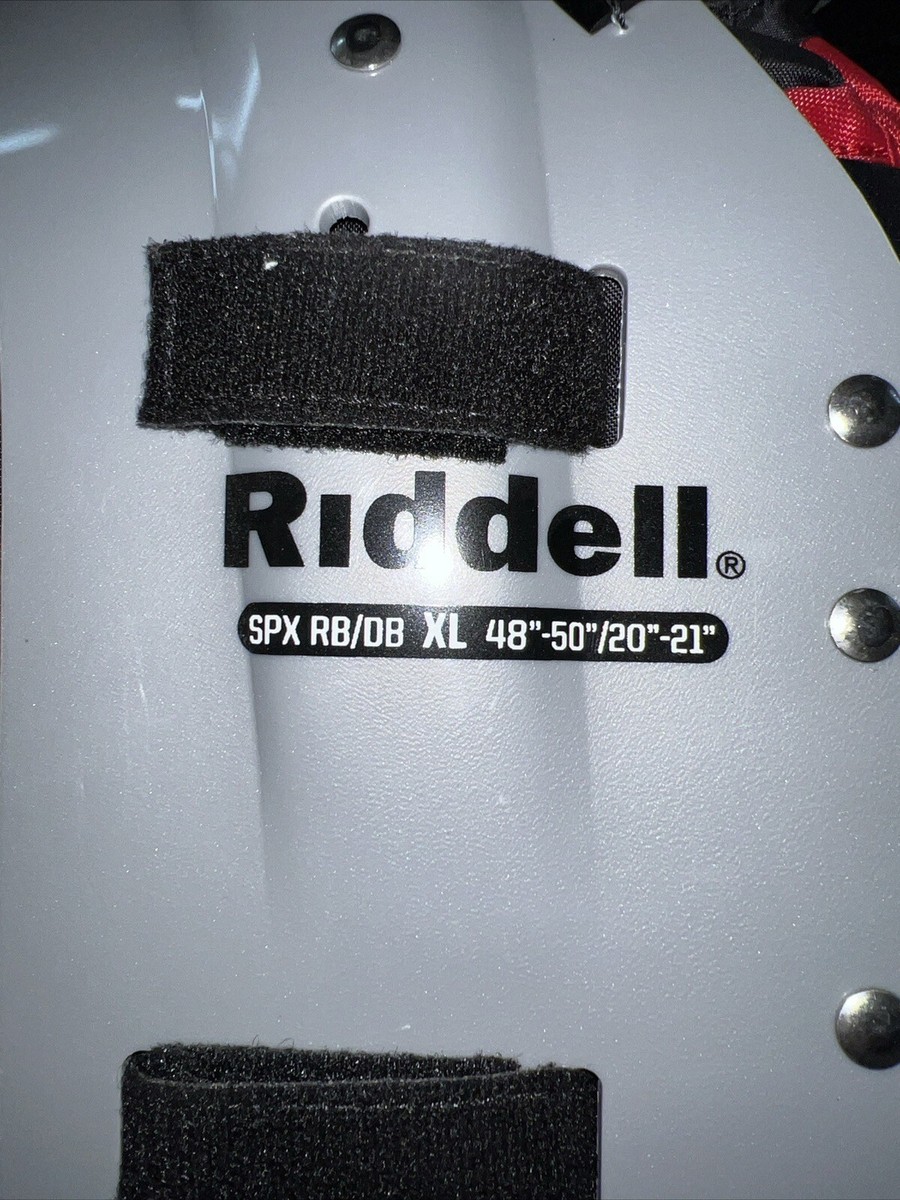 Riddell®
SPX RB/DB XL 48"-50"/20"-21"